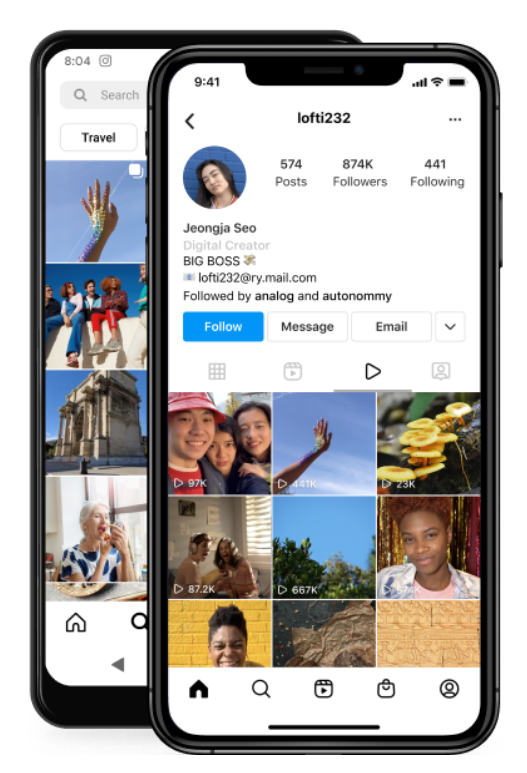 8:04
Search
Travel
9:41
lofti232
574 874K 441
Posts Followers Following
Jeongja Seo
Digital Creator
BIG BOSS
lofti232@ry.mail.com
Followed by analog and autonommy
Follow Message Email
97K 441K 23K
87.2K 667K